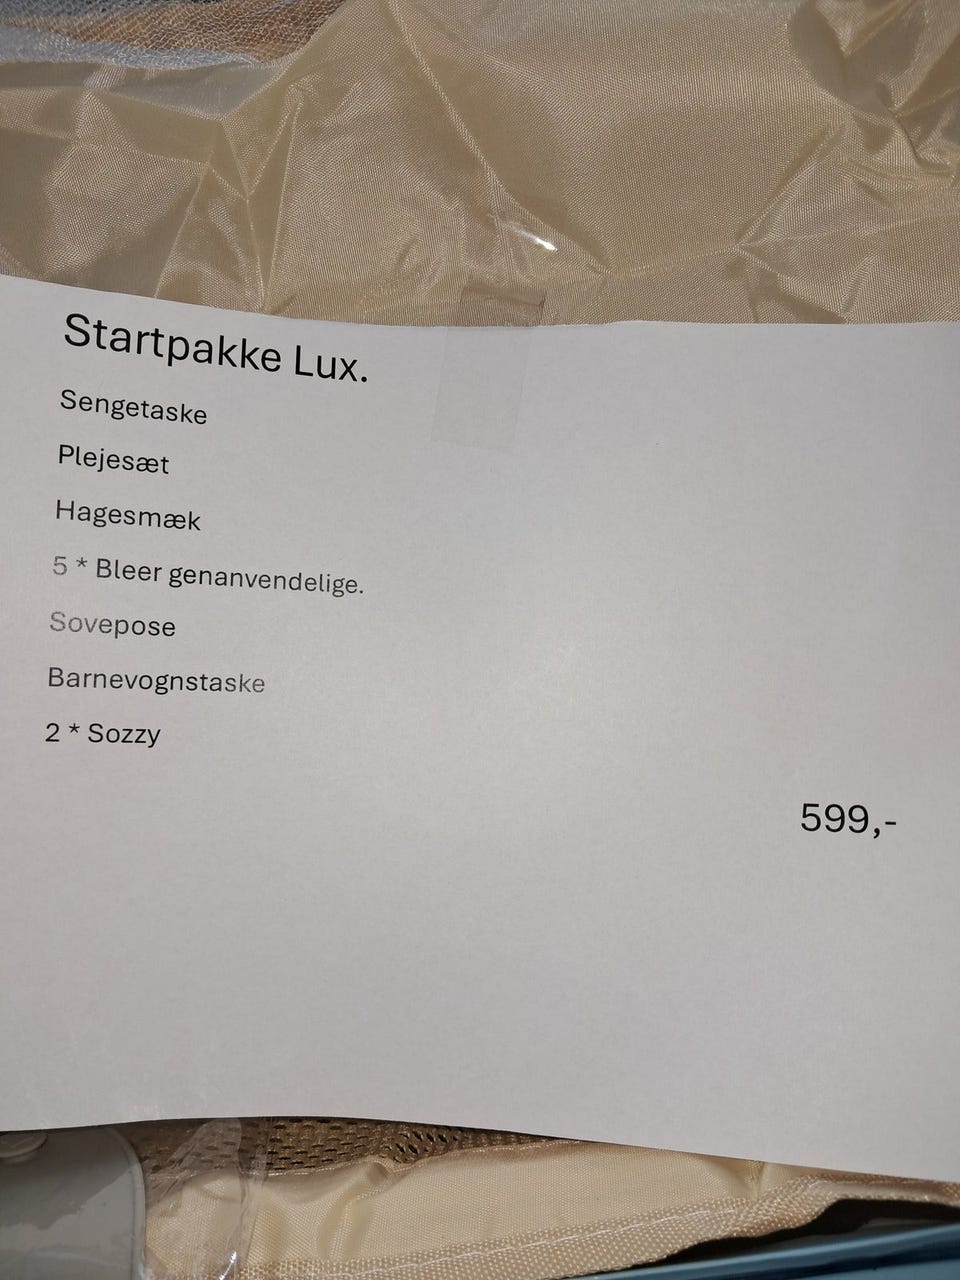 Startpakke Lux.
Sengetaske
Plejesæt
Hagesmæk
5 * Bleer genanvendelige.
Sovepose
Barnevognstaske
2 * Sozzy
599,-